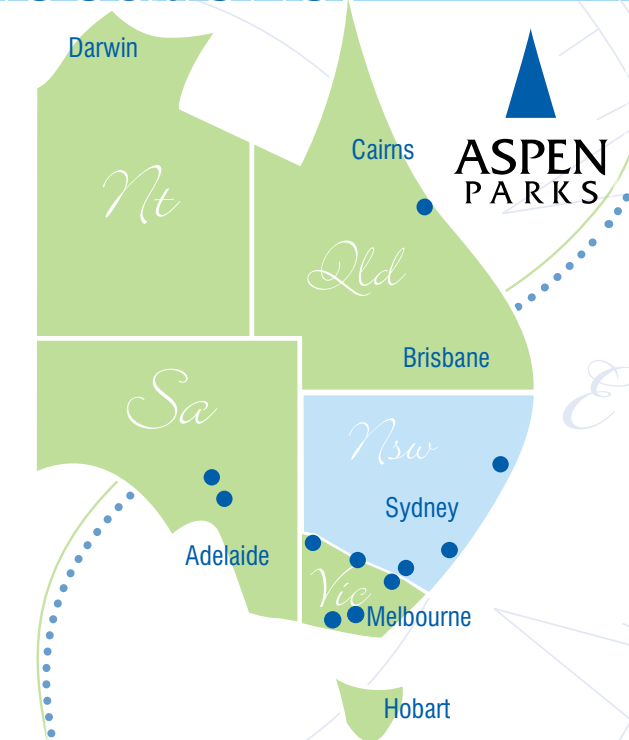 Darwin
Cairns
ASPEN
PARKS
Nt
Qld
Brisbane
Sa
Nsw
E
Sydney
Adelaide
Vic
Melbourne
Hobart